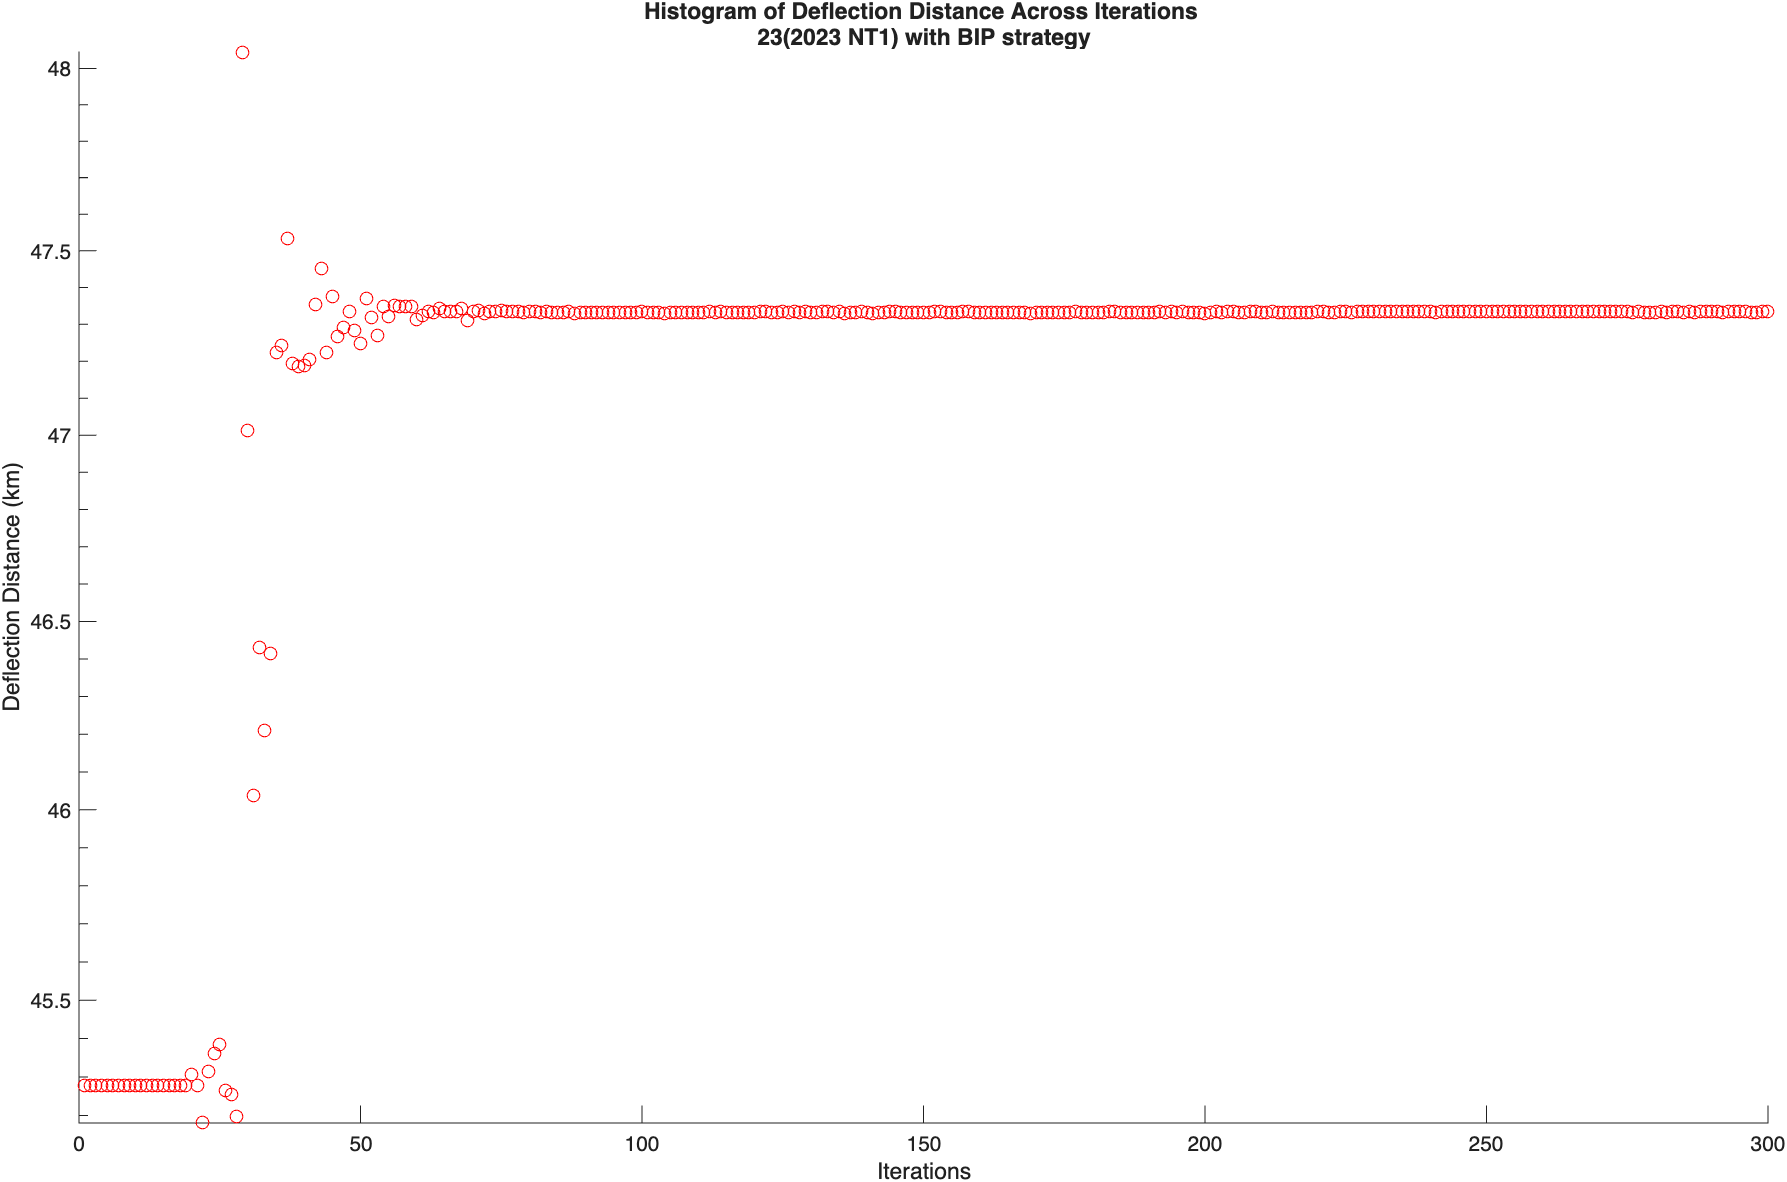 Histogram of Deflection Distance Across Iterations
23(2023 NT1) with BIP strategy
Deflection Distance (km)
48
47.5
47
46.5
46
45.5
0 50 100 150 200 250 300
Iterations